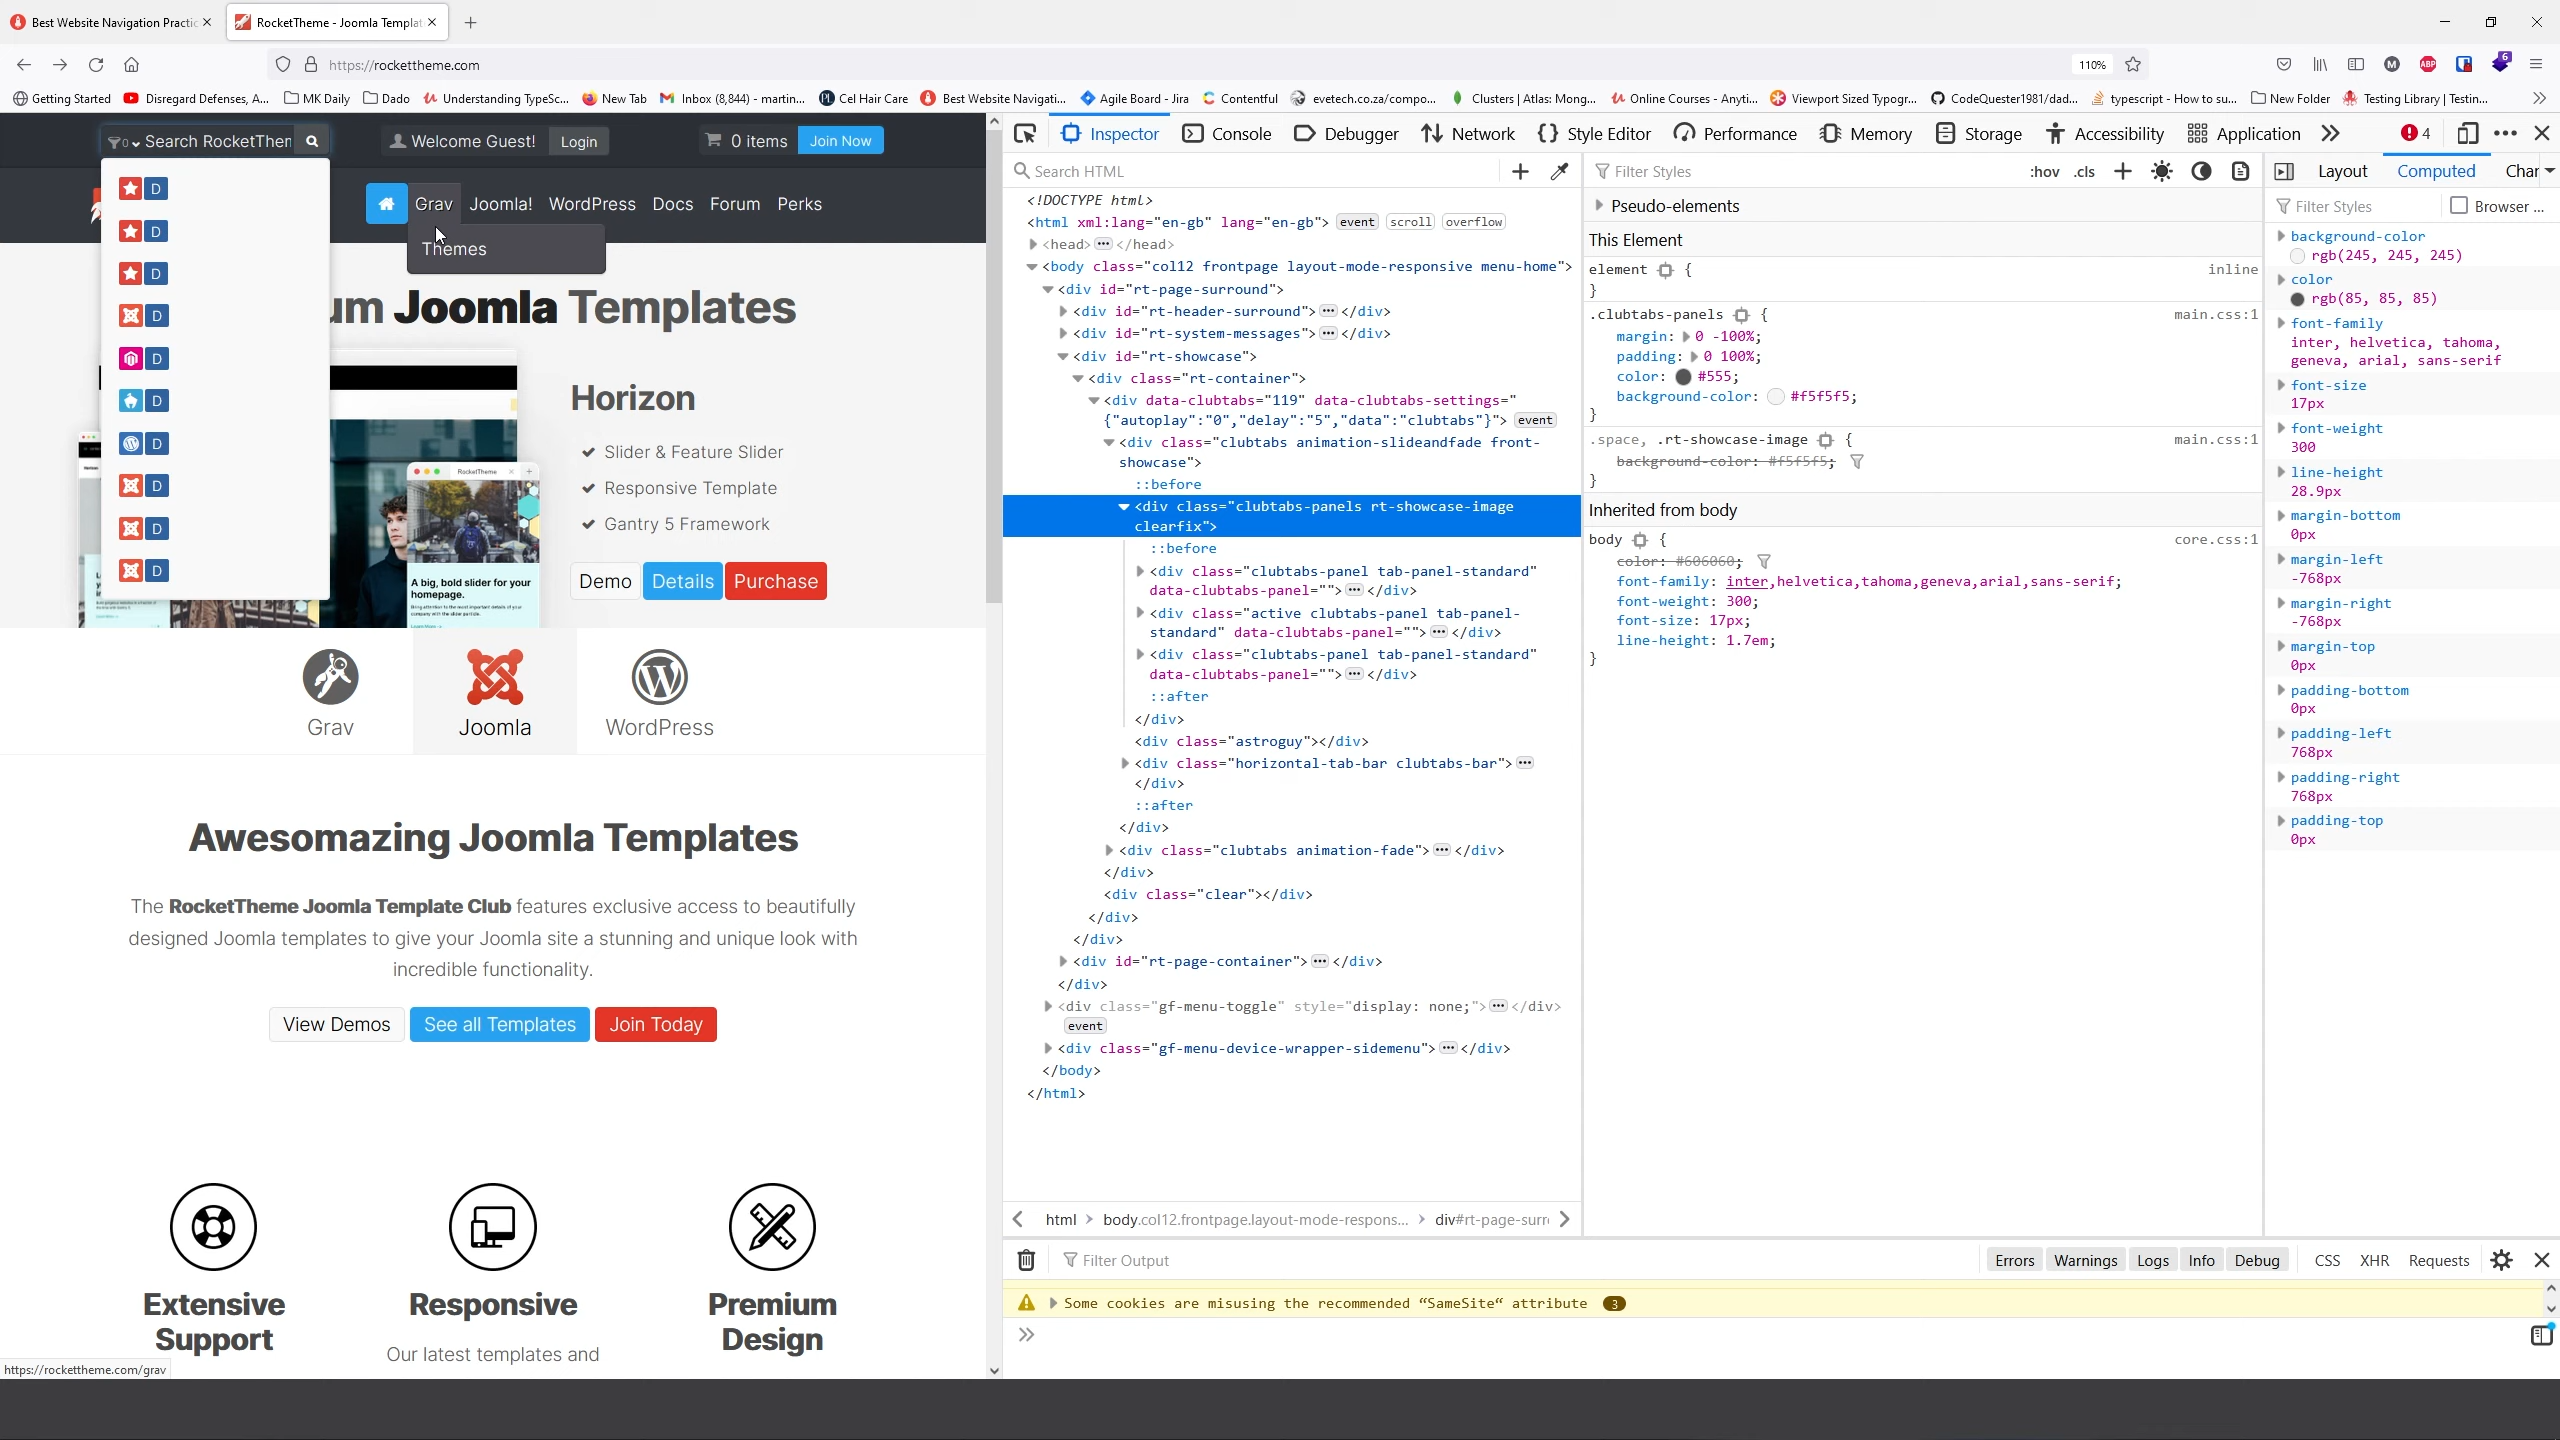 Best Website Navigation Practic
RocketTheme - Joomla Templat
https://rockettheme.com
110%
Getting Started
Disregard Defenses, A...
MK Daily
Dado
Understanding TypeSc...
New Tab
Inbox (8,844) - martin...
Cel Hair Care
Best Website Navigati...
Agile Board - Jira
Contentful
evetech.co.za/compo...
Clusters | Atlas: Mong...
Online Courses - Anyti...
Viewport Sized Typogr...
CodeQuester1981/dad...
typescript - How to su...
New Folder
Testing Library | Testin...
Search RocketThen
Welcome Guest!
Login
0 items
Join Now
Grav
Joomla!
WordPress
Docs
Forum
Perks
Themes
D
D
D
D
D
D
D
D
D
D
um Joomla Templates
Horizon
Slider & Feature Slider
Responsive Template
Gantry 5 Framework
Demo
Details
Purchase
RocketTheme
A big, bold slider for your
homepage.
Grav
Joomla
WordPress
Awesomazing Joomla Templates
The RocketTheme Joomla Template Club features exclusive access to beautifully
designed Joomla templates to give your Joomla site a stunning and unique look with
incredible functionality.
View Demos
See all Templates
Join Today
Extensive
Support
Responsive
Our latest templates and
Premium
Design
https://rockettheme.com/grav
Inspector
Console
Debugger
Network
{} Style Editor
Performance
Memory
Storage
Accessibility
Application
4
Search HTML
<!DOCTYPE html>
<html xml:lang="en-gb" lang="en-gb"> event scroll overflow
<head> ••• </head>
<body class="col12 frontpage layout-mode-responsive menu-home">
<div id="rt-page-surround">
<div id="rt-header-surround"> ••• </div>
<div id="rt-system-messages"> ••• </div>
<div id="rt-showcase">
<div class="rt-container">
<div data-clubtabs="119" data-clubtabs-settings="
{"autoplay":"0","delay":"5","data":"clubtabs"}"> event
<div class="clubtabs animation-slideandfade front-
showcase">
::before
<div class="clubtabs-panels rt-showcase-image
clearfix">
::before
<div class="clubtabs-panel tab-panel-standard"
data-clubtabs-panel=""> ••• </div>
<div class="active clubtabs-panel tab-panel-
standard" data-clubtabs-panel=""> ••• </div>
<div class="clubtabs-panel tab-panel-standard"
data-clubtabs-panel=""> ••• </div>
::after
</div>
<div class="astroguy"></div>
<div class="horizontal-tab-bar clubtabs-bar"> •••
</div>
::after
</div>
<div class="clubtabs animation-fade"> ••• </div>
</div>
<div class="clear"></div>
</div>
</div>
<div id="rt-page-container"> ••• </div>
</div>
<div class="gf-menu-toggle" style="display: none;"> ••• </div>
event
<div class="gf-menu-device-wrapper-sidemenu"> ••• </div>
</body>
</html>
html
body.col12.frontpage.layout-mode-respons...
div#rt-page-surr
Filter Styles
:hov
.cls
Pseudo-elements
This Element
element { inline
}
.clubtabs-panels { main.css:1
margin: 0 -100%;
padding: 0 100%;
color: #555;
background-color: #f5f5f5;
}
.space, .rt-showcase-image { main.css:1
background-color: #f5f5f5;
}
Inherited from body
body { core.css:1
color: #606060;
font-family: inter,helvetica,tahoma,geneva,arial,sans-serif;
font-weight: 300;
font-size: 17px;
line-height: 1.7em;
}
Layout
Computed
Char
Filter Styles
Browser ...
background-color
rgb(245, 245, 245)
color
rgb(85, 85, 85)
font-family
inter, helvetica, tahoma,
geneva, arial, sans-serif
font-size
17px
font-weight
300
line-height
28.9px
margin-bottom
0px
margin-left
-768px
margin-right
-768px
margin-top
0px
padding-bottom
0px
padding-left
768px
padding-right
768px
padding-top
0px
Filter Output
Errors
Warnings
Logs
Info
Debug
CSS
XHR
Requests
Some cookies are misusing the recommended “SameSite“ attribute 3